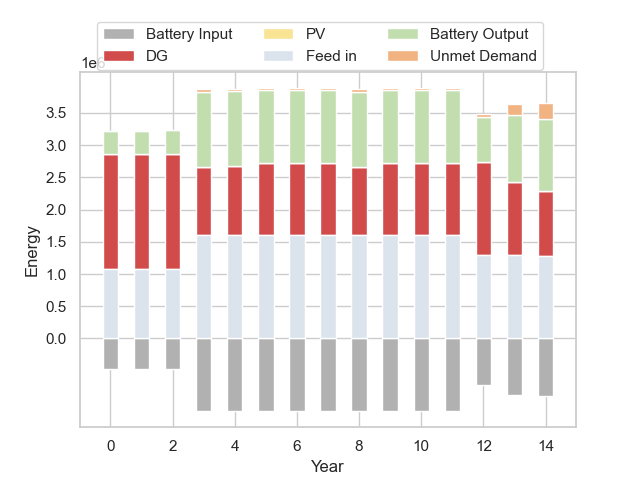 Battery Input PV Battery Output
DG Feed in Unmet Demand
1e6
3.5
3.0
2.5
2.0
1.5
1.0
0.5
0.0
Energy
0 2 4 6 8 10 12 14
Year